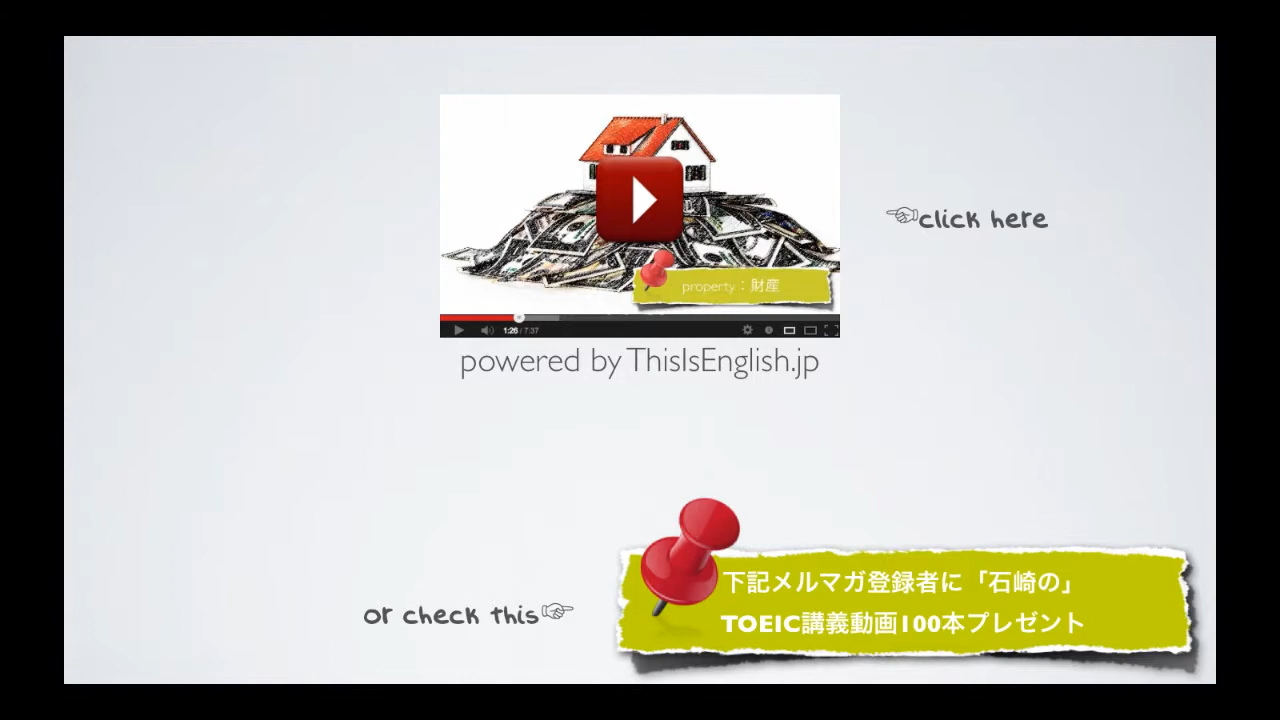 ☜click here
property：財産
1:26 / 7:37
powered by ThisIsEnglish.jp
下記メルマガ登録者に「石崎の」
or check this☞
TOEIC講義動画100本プレゼント